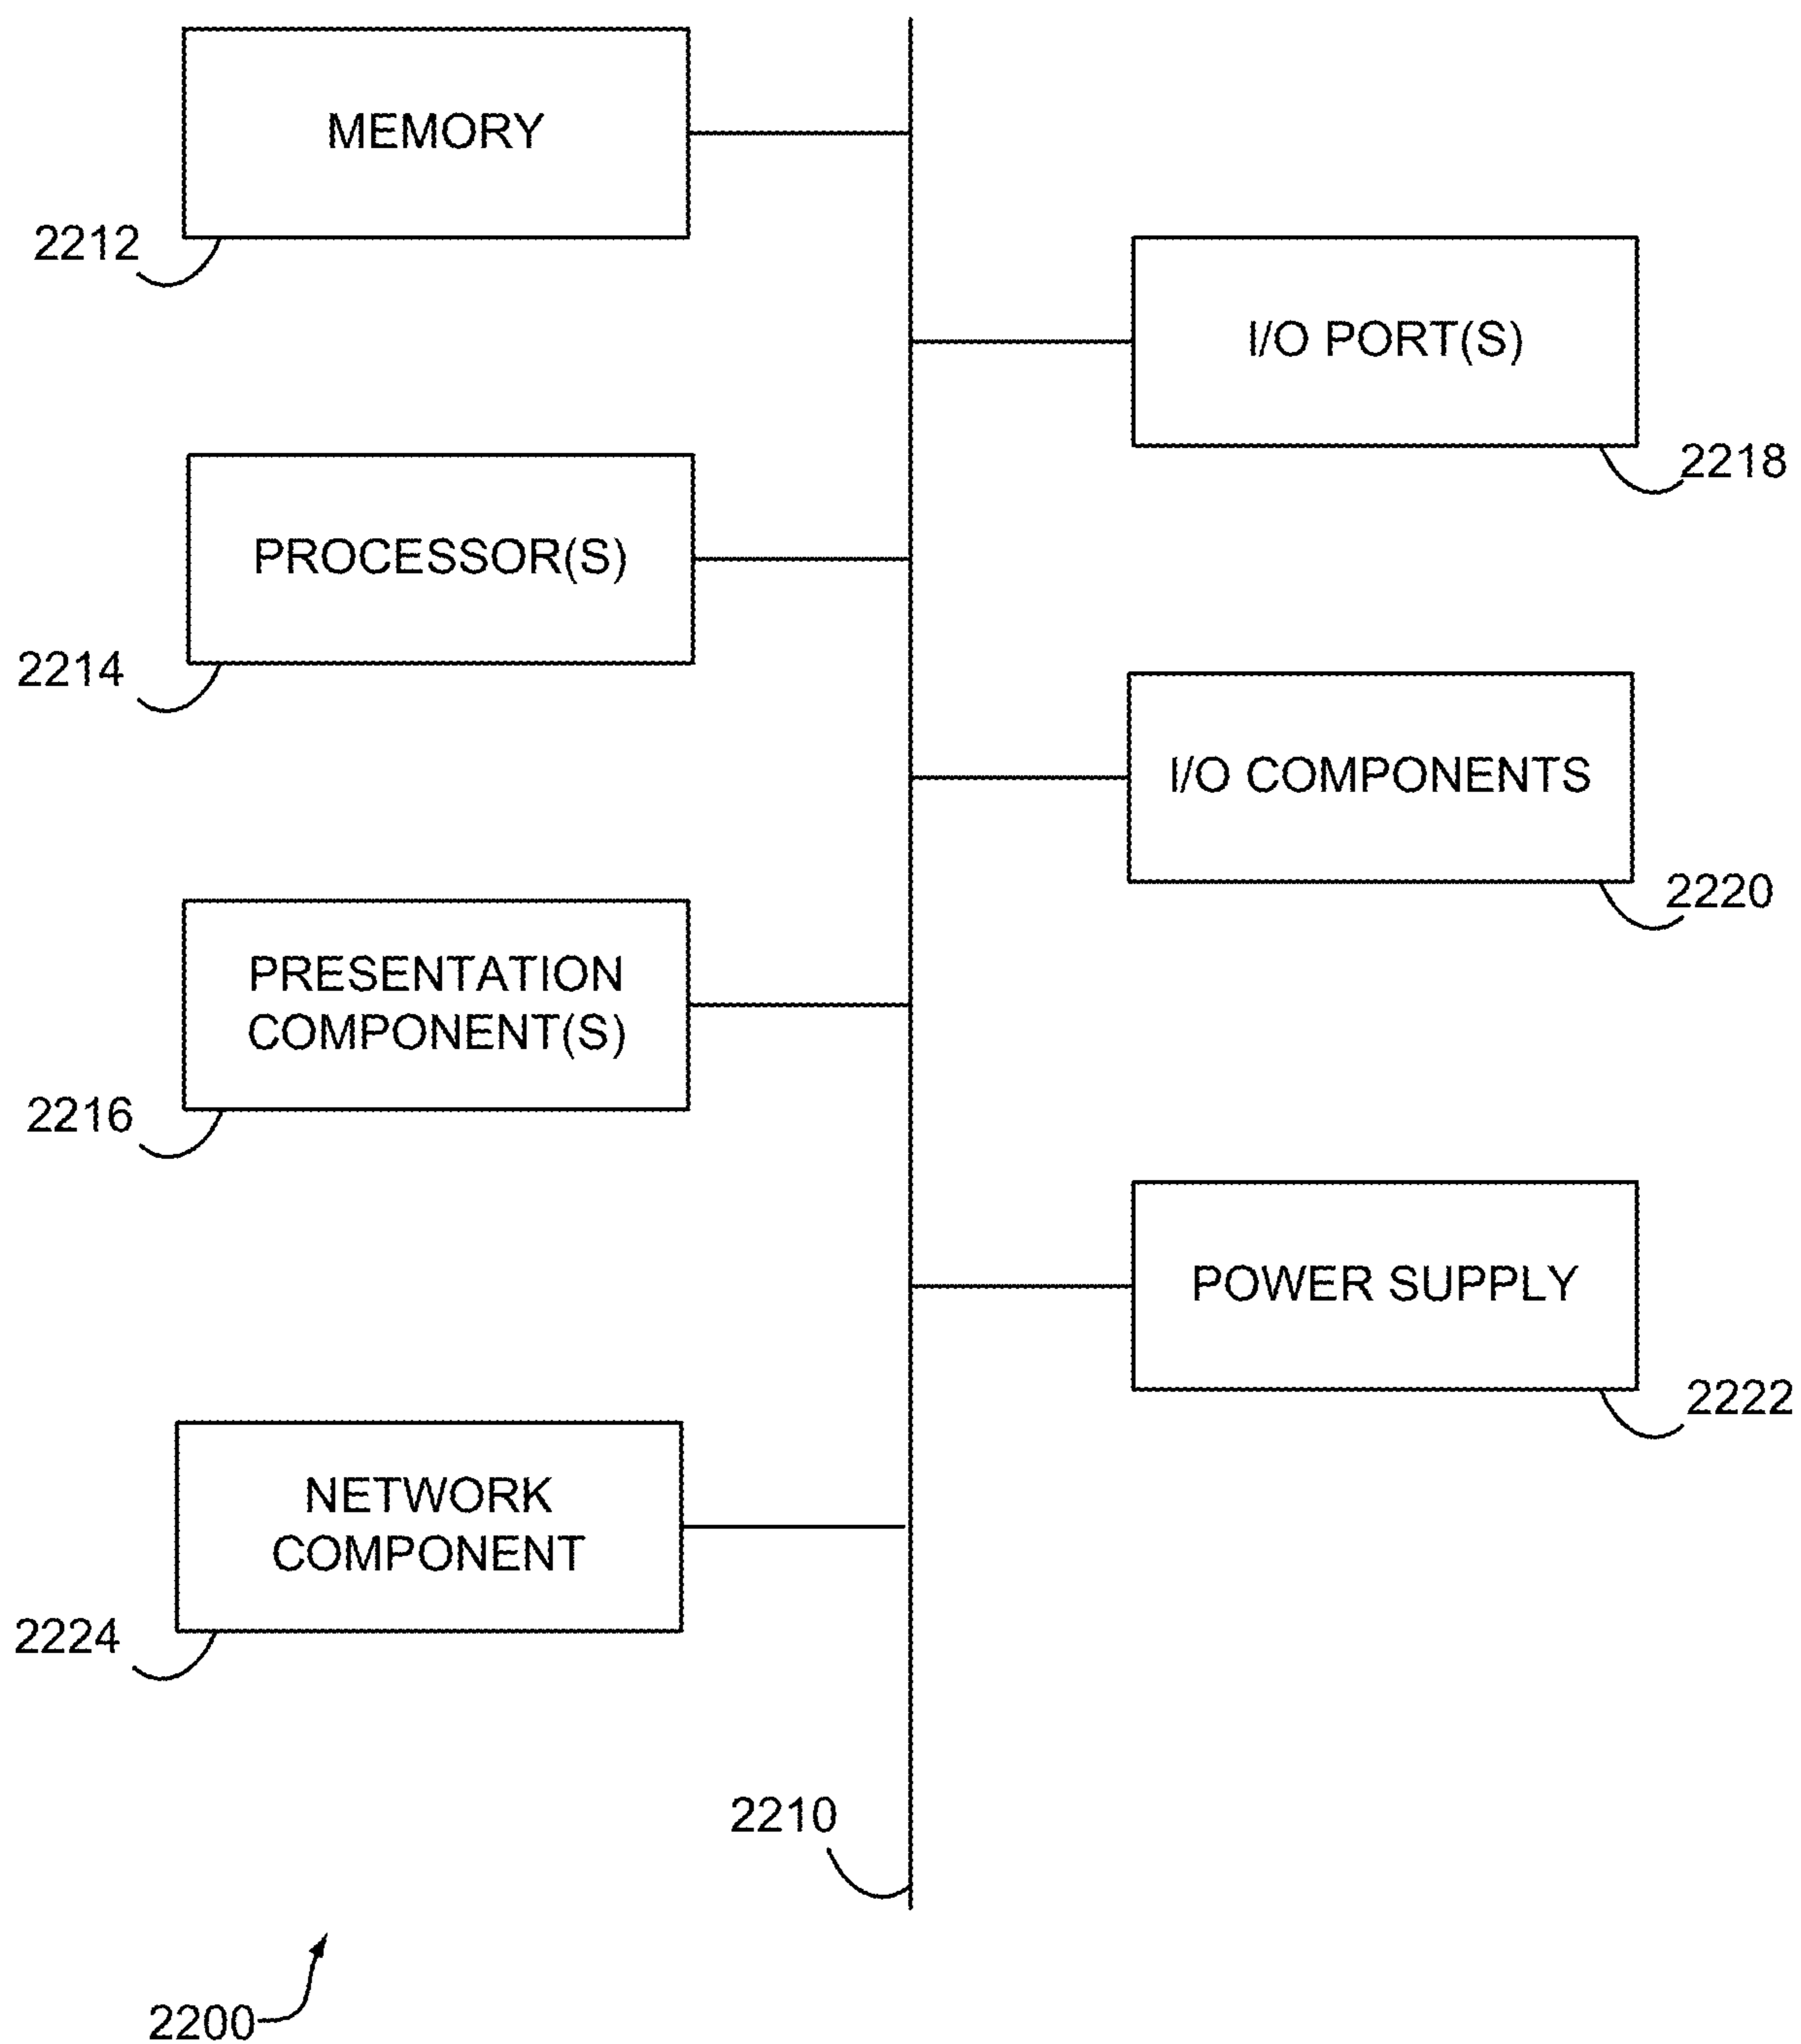 MEMORY
2212
I/O PORT(S)
2218
PROCESSOR(S)
2214
I/O COMPONENTS
2220
PRESENTATION
COMPONENT(S)
2216
POWER SUPPLY
2222
NETWORK
COMPONENT
2224
2210
2200